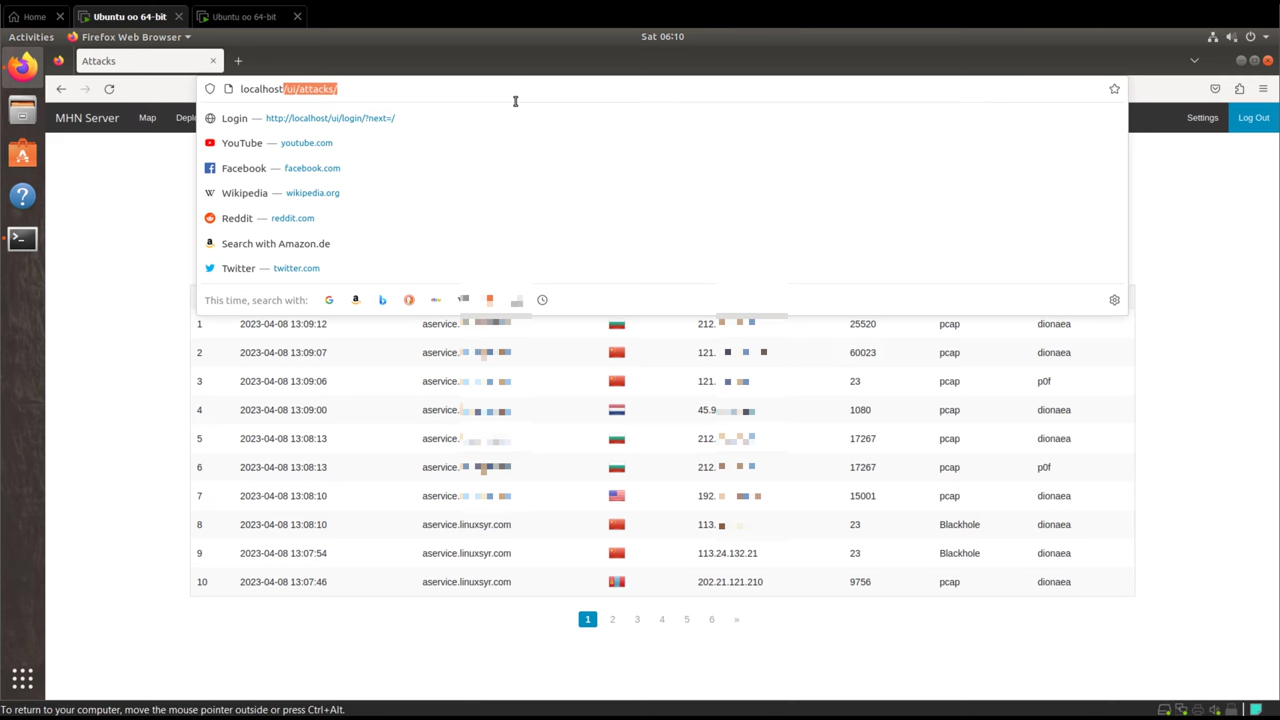 Home
Ubuntu oo 64-bit
Ubuntu oo 64-bit
Activities
Firefox Web Browser
Sat 06:10
Attacks
localhost/ui/attacks/
MHN Server
Map
Deplo
Settings
Log Out
Login — http://localhost/ui/login/?next=/
YouTube — youtube.com
Facebook — facebook.com
Wikipedia — wikipedia.org
Reddit — reddit.com
Search with Amazon.de
Twitter — twitter.com
This time, search with:
1 2023-04-08 13:09:12 aservice. 212. 25520 pcap dionaea
2 2023-04-08 13:09:07 aservice. 121. 60023 pcap dionaea
3 2023-04-08 13:09:06 aservice. 121. 23 pcap p0f
4 2023-04-08 13:09:00 aservice. 45.9 1080 pcap dionaea
5 2023-04-08 13:08:13 aservice. 212. 17267 pcap dionaea
6 2023-04-08 13:08:13 aservice. 212. 17267 pcap p0f
7 2023-04-08 13:08:10 aservice. 192. 15001 pcap dionaea
8 2023-04-08 13:08:10 aservice.linuxsyr.com 113. 23 Blackhole dionaea
9 2023-04-08 13:07:54 aservice.linuxsyr.com 113.24.132.21 23 Blackhole dionaea
10 2023-04-08 13:07:46 aservice.linuxsyr.com 202.21.121.210 9756 pcap dionaea
1 2 3 4 5 6 »
To return to your computer, move the mouse pointer outside or press Ctrl+Alt.